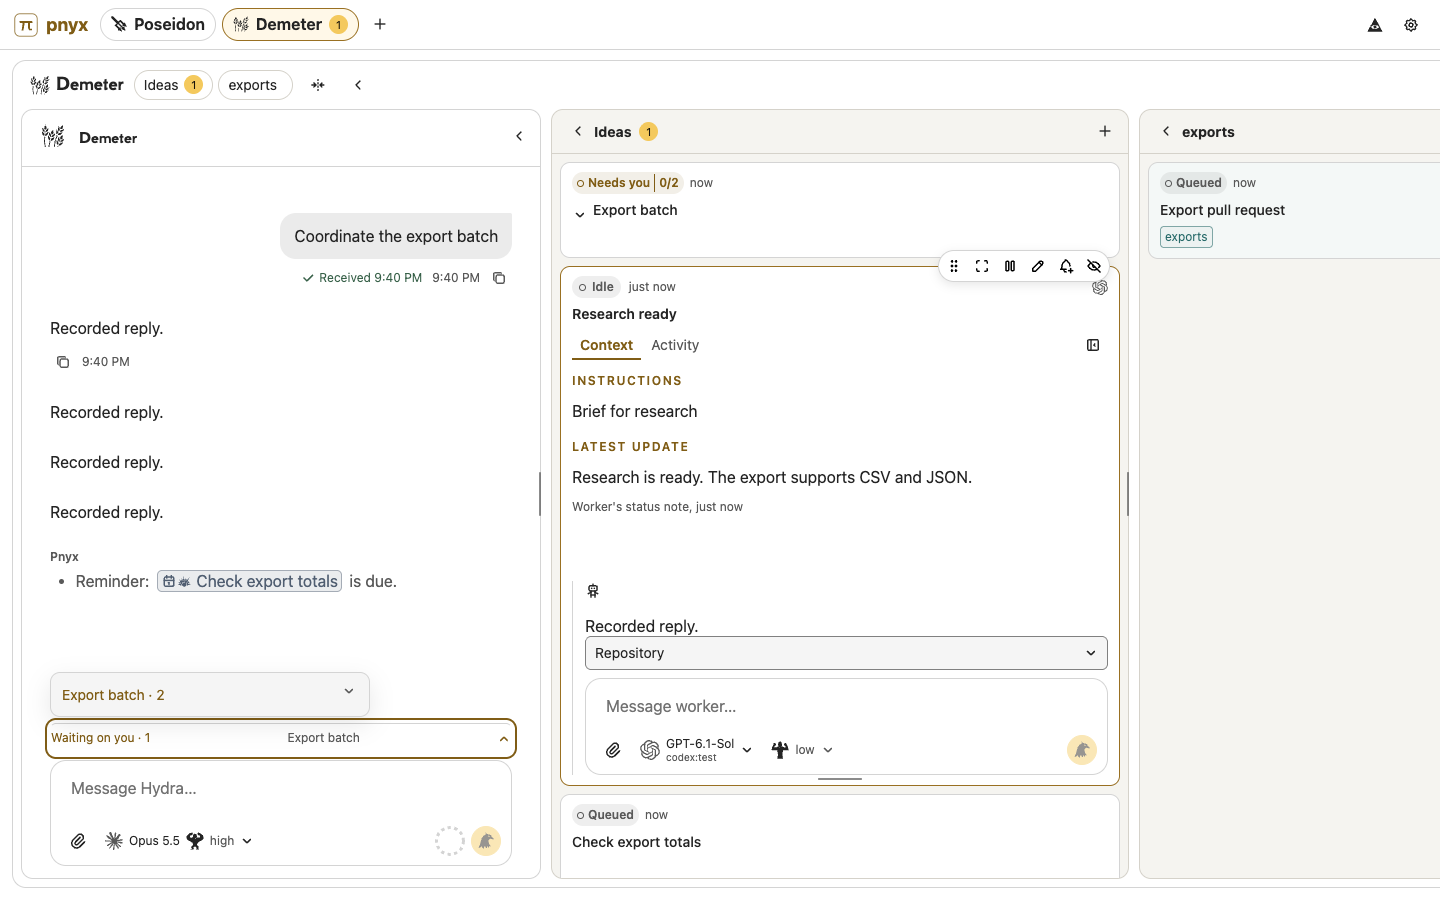 π pnyx Poseidon Demeter 1 +
Demeter Ideas 1 exports
Demeter
Coordinate the export batch
Received 9:40 PM 9:40 PM
Recorded reply.
9:40 PM
Recorded reply.
Recorded reply.
Recorded reply.
Pnyx
• Reminder: Check export totals is due.
Export batch · 2
Waiting on you · 1 Export batch
Message Hydra...
Opus 5.5 high
Ideas 1 +
Needs you 0/2 now
Export batch
Idle just now
Research ready
Context Activity
INSTRUCTIONS
Brief for research
LATEST UPDATE
Research is ready. The export supports CSV and JSON.
Worker's status note, just now
Recorded reply.
Repository
Message worker...
GPT-6.1-Sol
codex:test
low
Queued now
Check export totals
exports
Queued now
Export pull request
exports